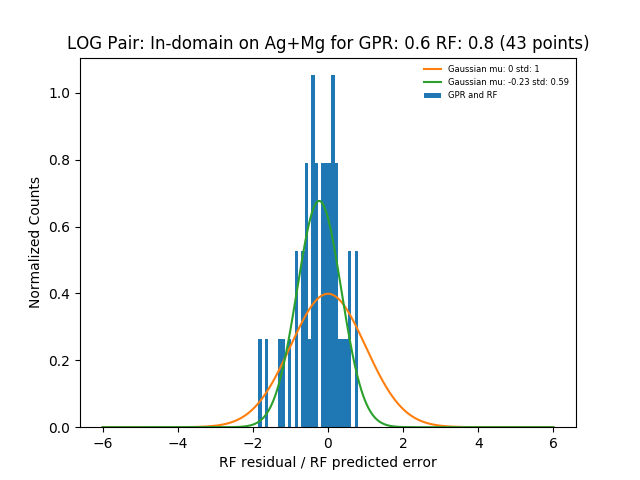 LOG Pair: In-domain on Ag+Mg for GPR: 0.6 RF: 0.8 (43 points)
Gaussian mu: 0 std: 1
Gaussian mu: -0.23 std: 0.59
GPR and RF
1.0
0.8
0.6
0.4
0.2
0.0
Normalized Counts
−6
−4
−2
0
2
4
6
RF residual / RF predicted error